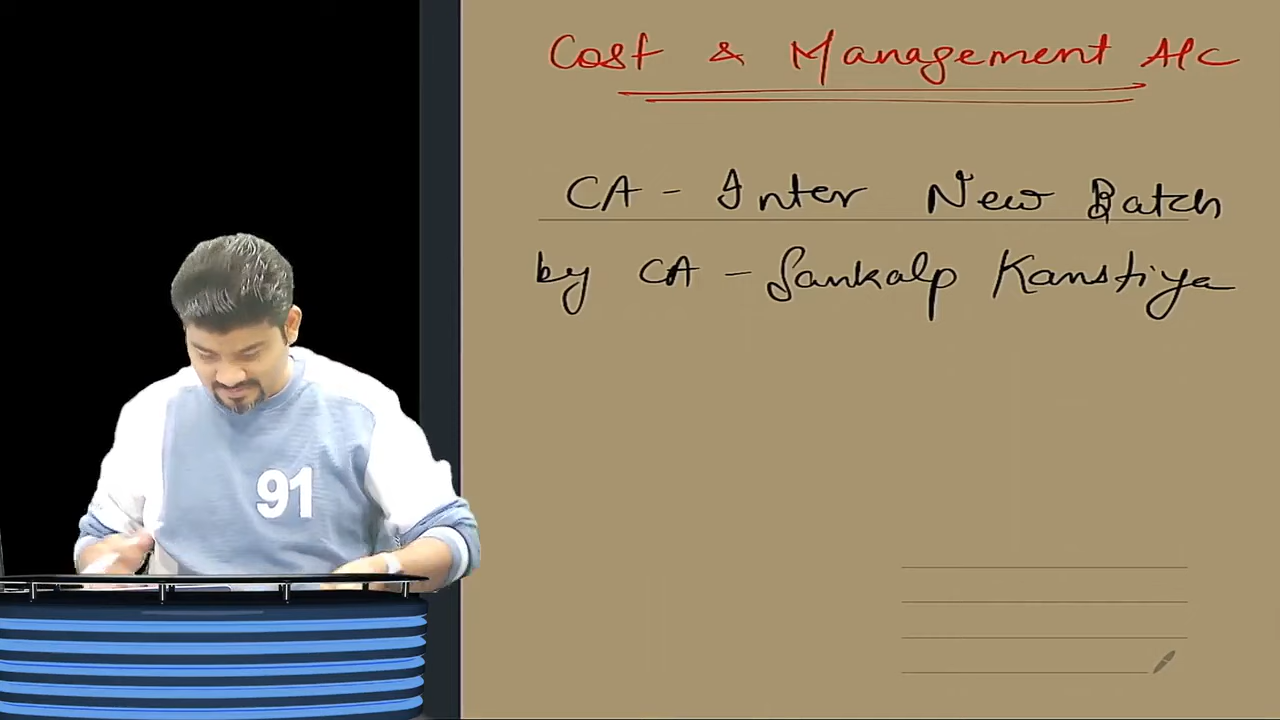 Cost & Management A/c
CA - Inter New Batch
by CA - Sankalp Kanstiya
91